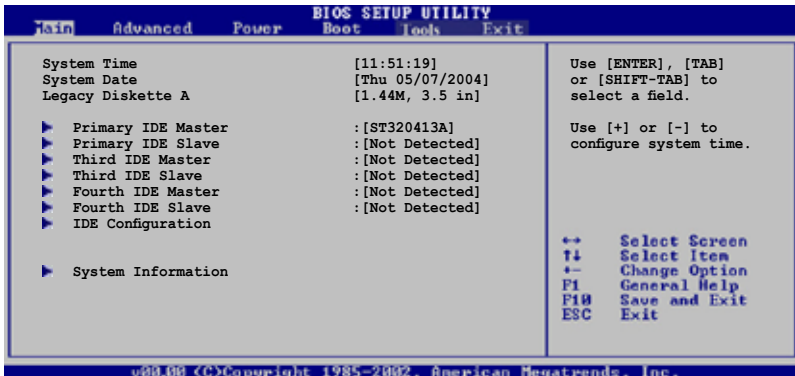 BIOS SETUP UTILITY
Main Advanced Power Boot Tools Exit
System Time [11:51:19]
System Date [Thu 05/07/2004]
Legacy Diskette A [1.44M, 3.5 in]
Primary IDE Master :[ST320413A]
Primary IDE Slave :[Not Detected]
Third IDE Master :[Not Detected]
Third IDE Slave :[Not Detected]
Fourth IDE Master :[Not Detected]
Fourth IDE Slave :[Not Detected]
IDE Configuration
System Information
Use [ENTER], [TAB]
or [SHIFT-TAB] to
select a field.
Use [+] or [-] to
configure system time.
↔ Select Screen
↑↓ Select Item
+- Change Option
F1 General Help
F10 Save and Exit
ESC Exit
v00.00 (C)Copyright 1985-2002, American Megatrends, Inc.